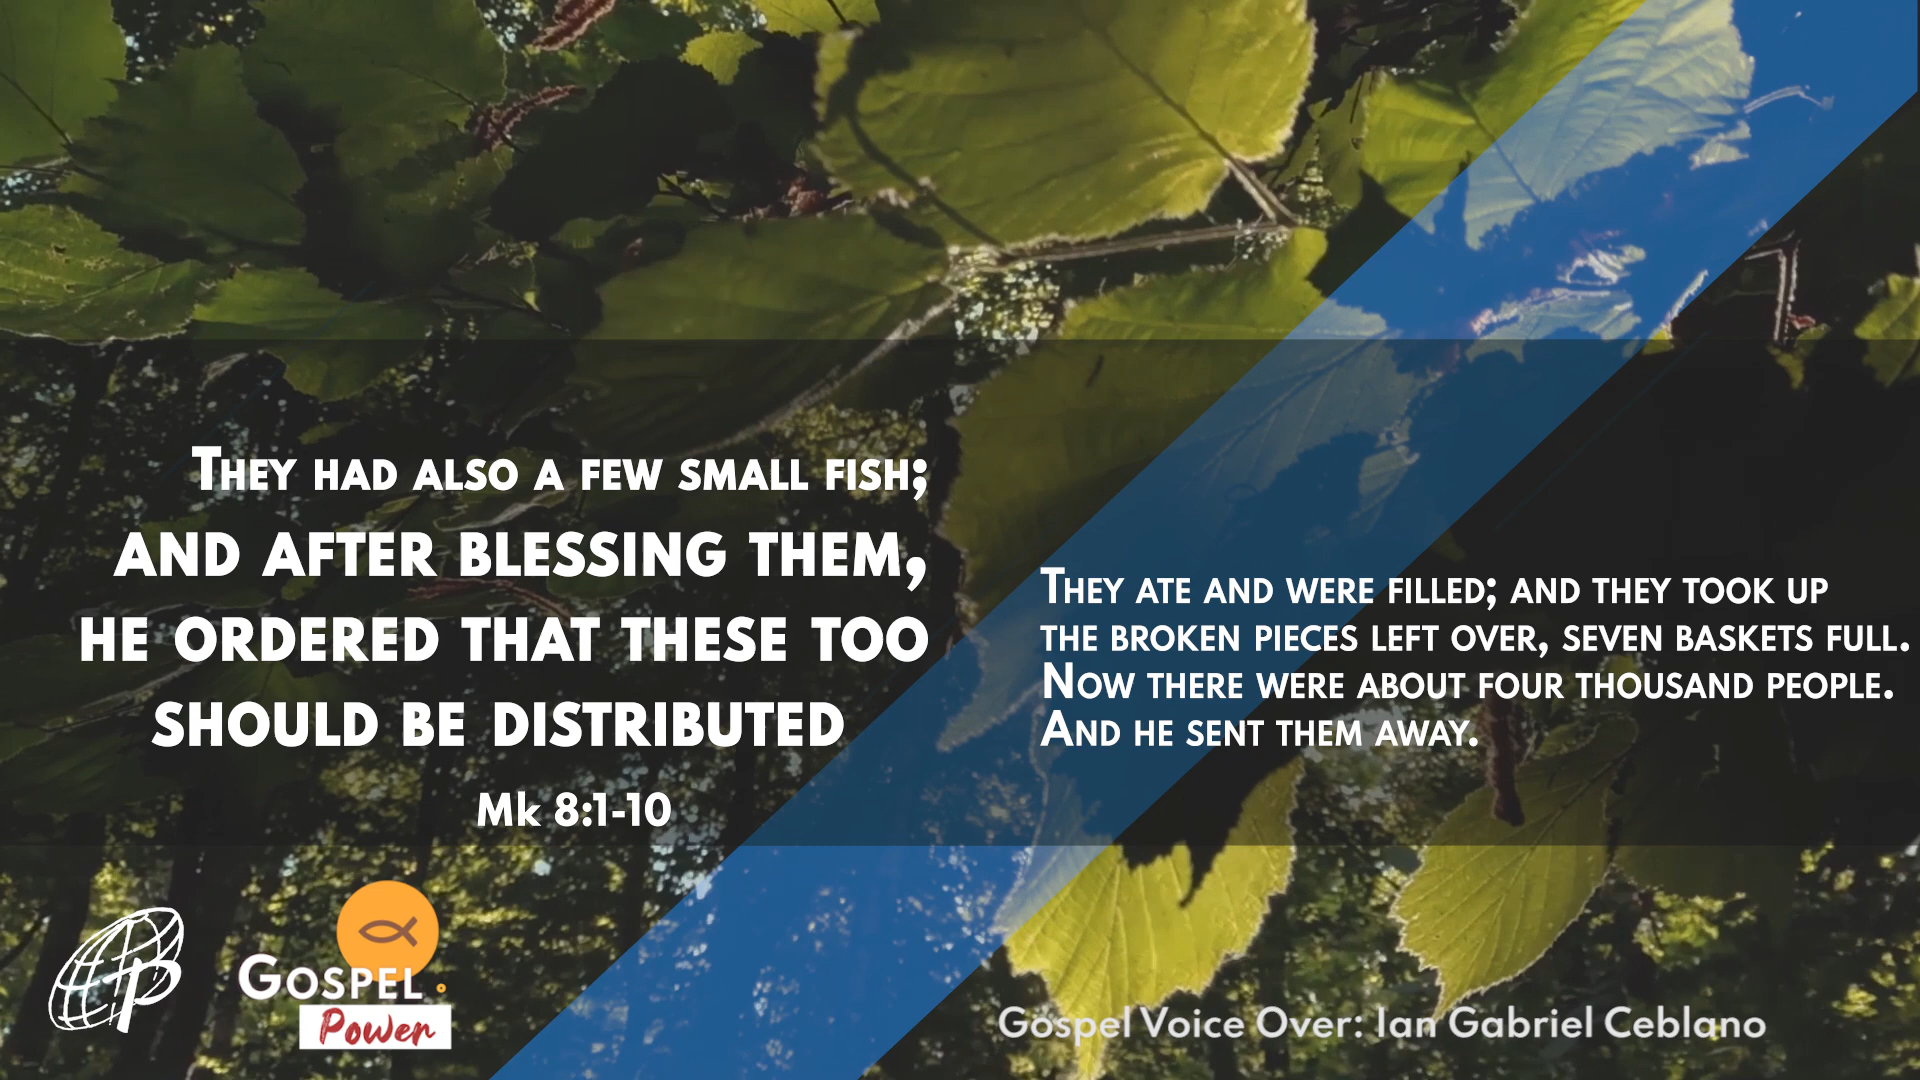 They had also a few small fish;
and after blessing them,
he ordered that these too
should be distributed
Mk 8:1-10
They ate and were filled; and they took up
the broken pieces left over, seven baskets full.
Now there were about four thousand people.
And he sent them away.
Gospel
Power
Gospel Voice Over: Ian Gabriel Ceblano